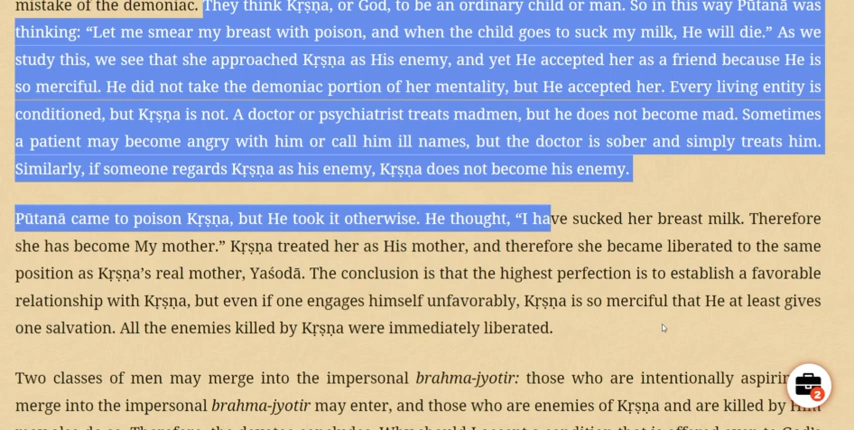 mistake of the demoniac. They think Kṛṣṇa, or God, to be an ordinary child or man. So in this way Pūtanā was
thinking: “Let me smear my breast with poison, and when the child goes to suck my milk, He will die.” As we
study this, we see that she approached Kṛṣṇa as His enemy, and yet He accepted her as a friend because He is
so merciful. He did not take the demoniac portion of her mentality, but He accepted her. Every living entity is
conditioned, but Kṛṣṇa is not. A doctor or psychiatrist treats madmen, but he does not become mad. Sometimes
a patient may become angry with him or call him ill names, but the doctor is sober and simply treats him.
Similarly, if someone regards Kṛṣṇa as his enemy, Kṛṣṇa does not become his enemy.
Pūtanā came to poison Kṛṣṇa, but He took it otherwise. He thought, “I have sucked her breast milk. Therefore
she has become My mother.” Kṛṣṇa treated her as His mother, and therefore she became liberated to the same
position as Kṛṣṇa’s real mother, Yaśodā. The conclusion is that the highest perfection is to establish a favorable
relationship with Kṛṣṇa, but even if one engages himself unfavorably, Kṛṣṇa is so merciful that He at least gives
one salvation. All the enemies killed by Kṛṣṇa were immediately liberated.
Two classes of men may merge into the impersonal brahma-jyotir: those who are intentionally aspiring
merge into the impersonal brahma-jyotir may enter, and those who are enemies of Kṛṣṇa and are killed by Him
2